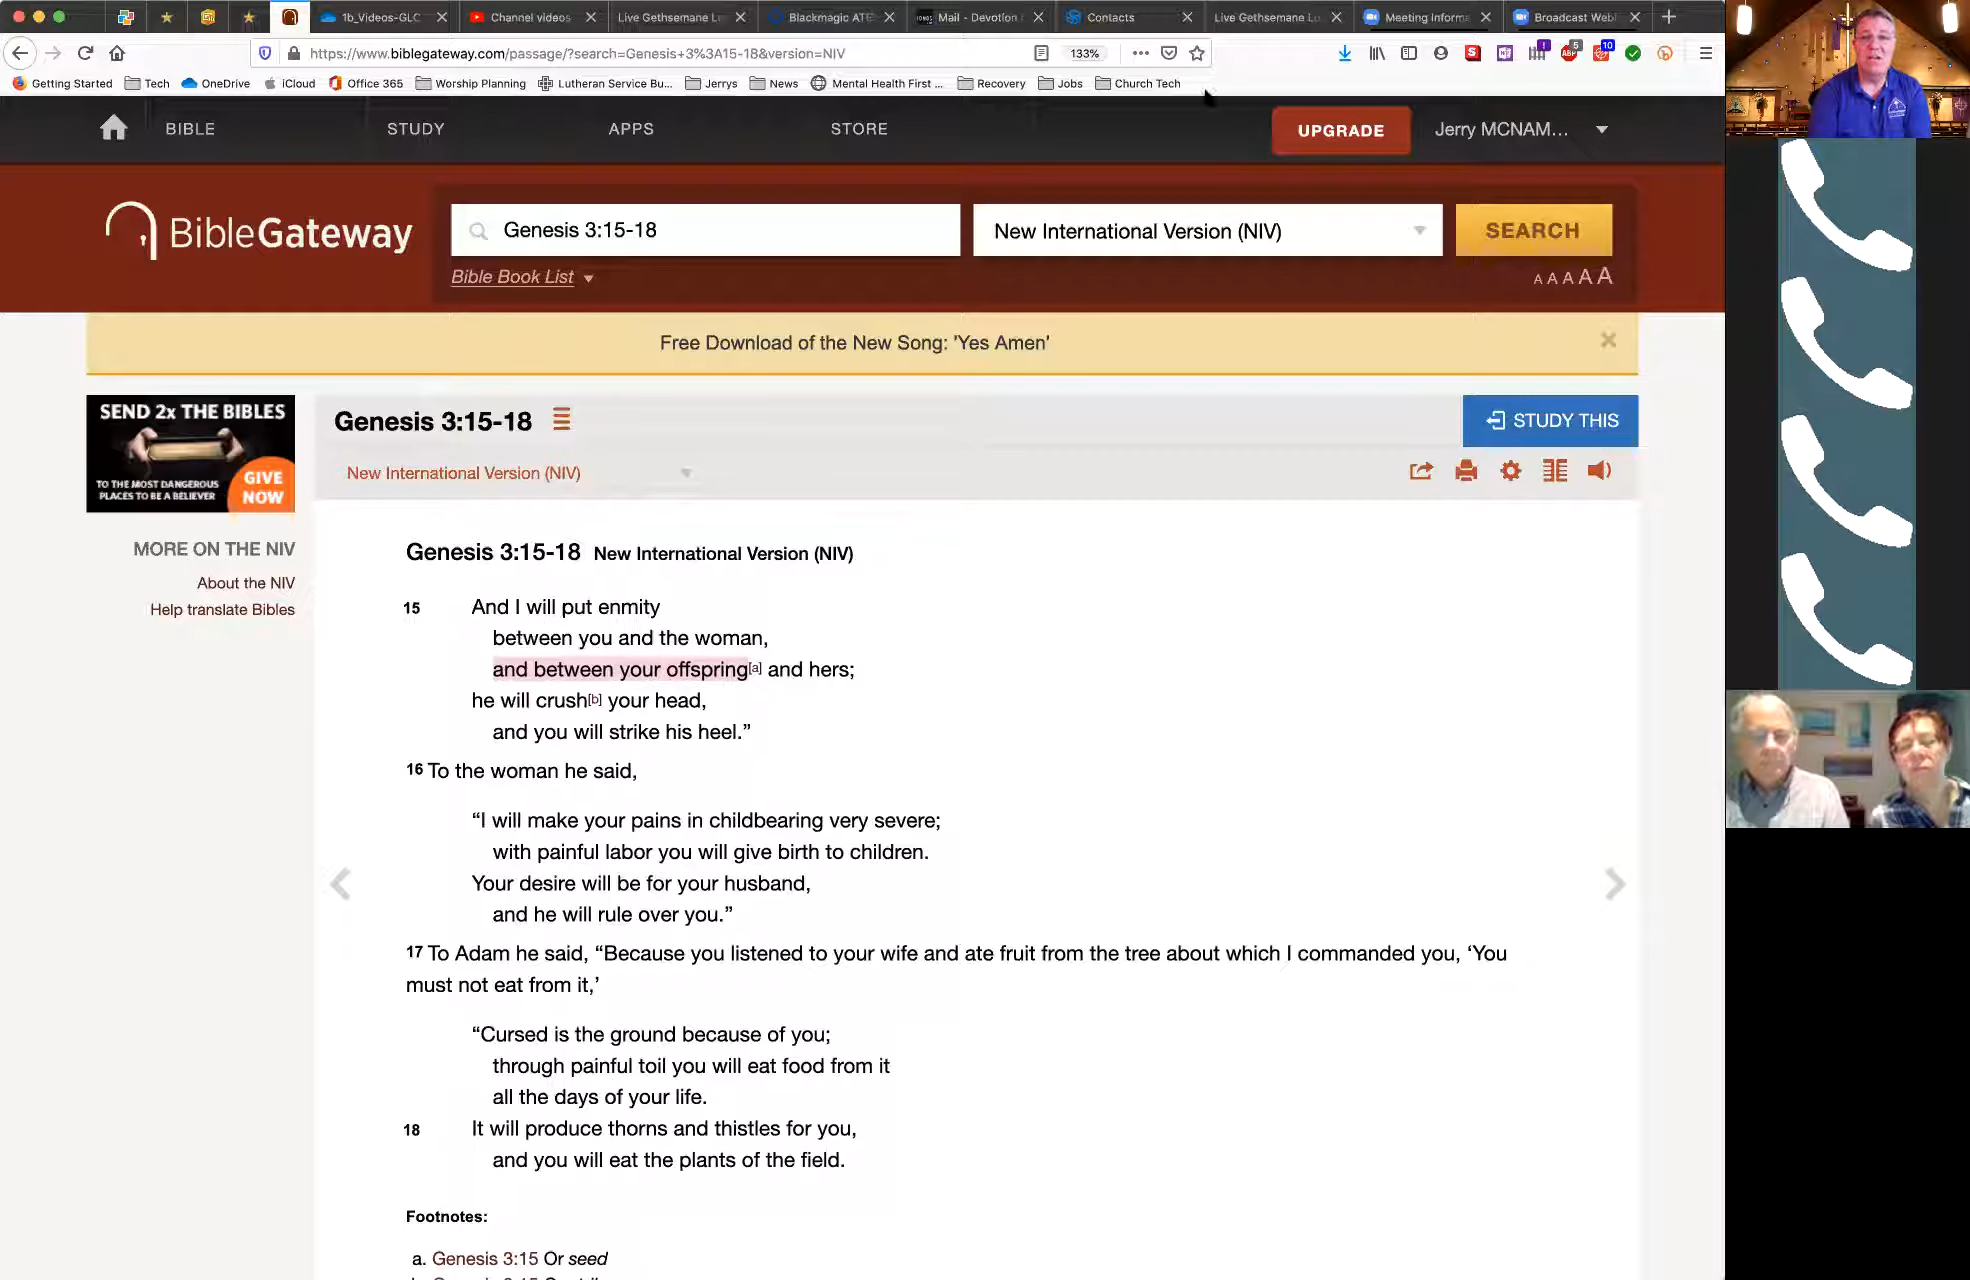 1b_Videos-GLC
Channel videos
Live Gethsemane L
Blackmagic ATE
Mail - Devotion
Contacts
Live Gethsemane Lu
Meeting Informa
Broadcast Webi
https://www.biblegateway.com/passage/?search=Genesis+3%3A15-18&version=NIV
133%
5
10
Getting Started
Tech
OneDrive
iCloud
Office 365
Worship Planning
Lutheran Service Bu...
Jerrys
News
Mental Health First ...
Recovery
Jobs
Church Tech
BIBLE
STUDY
APPS
STORE
UPGRADE
Jerry MCNAM...
BibleGateway
Genesis 3:15-18
New International Version (NIV)
SEARCH
Bible Book List
A A A A A
Free Download of the New Song: 'Yes Amen'
SEND 2x THE BIBLES
TO THE MOST DANGEROUS
PLACES TO BE A BELIEVER
GIVE
NOW
Genesis 3:15-18
STUDY THIS
New International Version (NIV)
MORE ON THE NIV
About the NIV
Help translate Bibles
Genesis 3:15-18 New International Version (NIV)
15 And I will put enmity
between you and the woman,
and between your offspring[a] and hers;
he will crush[b] your head,
and you will strike his heel.”
16 To the woman he said,
“I will make your pains in childbearing very severe;
with painful labor you will give birth to children.
Your desire will be for your husband,
and he will rule over you.”
17 To Adam he said, “Because you listened to your wife and ate fruit from the tree about which I commanded you, ‘You
must not eat from it,’
“Cursed is the ground because of you;
through painful toil you will eat food from it
all the days of your life.
18 It will produce thorns and thistles for you,
and you will eat the plants of the field.
Footnotes:
a. Genesis 3:15 Or seed